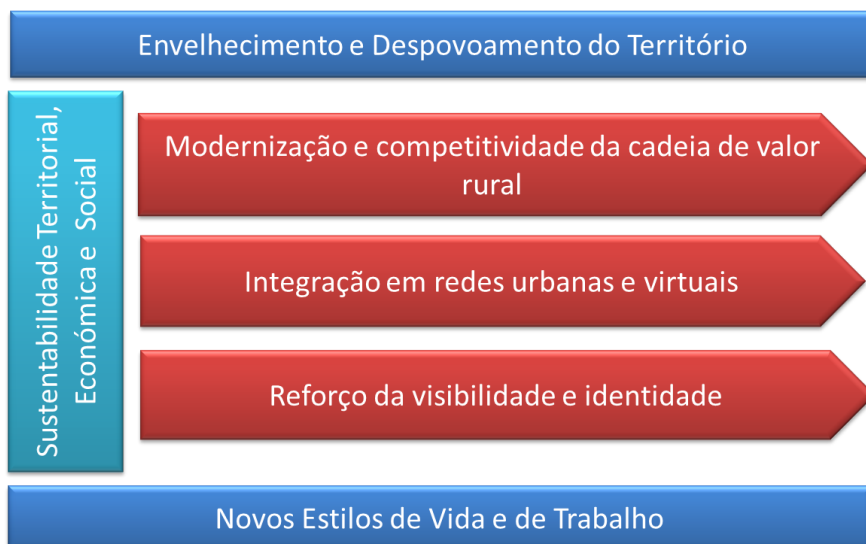 Envelhecimento e Despovoamento do Território
Sustentabilidade Territorial,
Económica e Social
Modernização e competitividade da cadeia de valor
rural
Integração em redes urbanas e virtuais
Reforço da visibilidade e identidade
Novos Estilos de Vida e de Trabalho